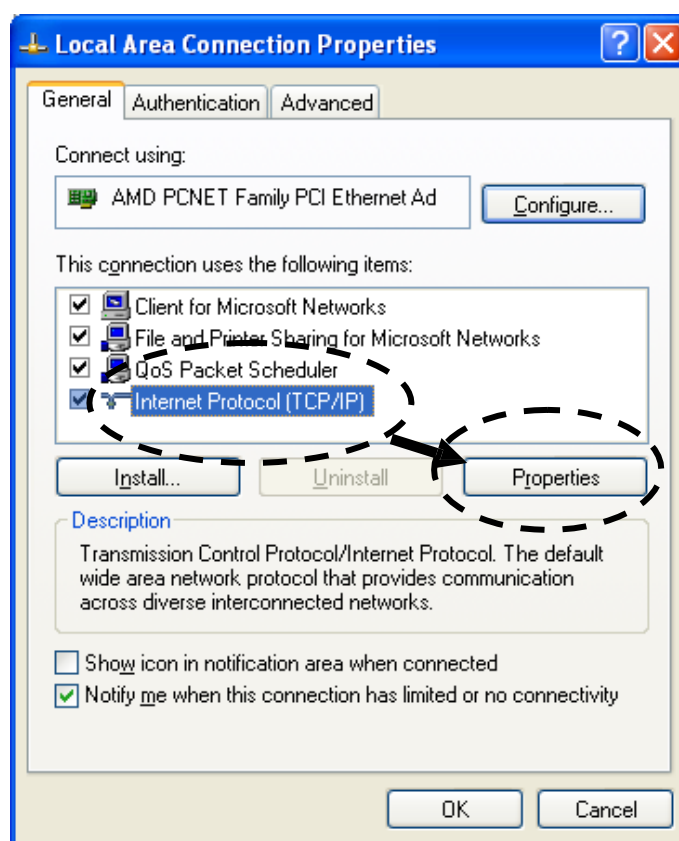 Local Area Connection Properties
General Authentication Advanced
Connect using:
AMD PCNET Family PCI Ethernet Ad
Configure...
This connection uses the following items:
Client for Microsoft Networks
File and Printer Sharing for Microsoft Networks
QoS Packet Scheduler
Internet Protocol (TCP/IP)
Install... Uninstall Properties
Description
Transmission Control Protocol/Internet Protocol. The default
wide area network protocol that provides communication
across diverse interconnected networks.
Show icon in notification area when connected
Notify me when this connection has limited or no connectivity
OK Cancel